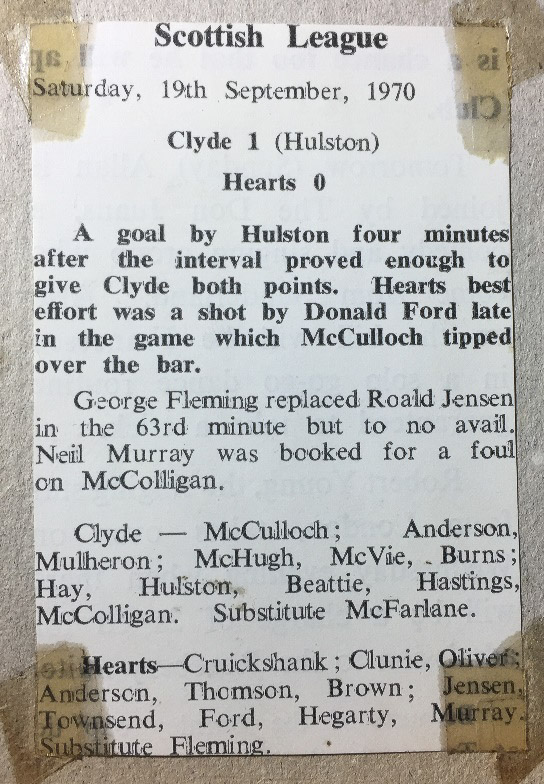 Scottish League
Saturday, 19th September, 1970
Clyde 1 (Hulston)
Hearts 0
A goal by Hulston four minutes
after the interval proved enough to
give Clyde both points. Hearts best
effort was a shot by Donald Ford late
in the game which McCulloch tipped
over the bar.
George Fleming replaced Roald Jensen
in the 63rd minute but to no avail.
Neil Murray was booked for a foul
on McColligan.
Clyde — McCulloch; Anderson,
Mulheron; McHugh, McVie, Burns;
Hay, Hulston, Beattie, Hastings,
McColligan. Substitute McFarlane.
Hearts—Cruickshank; Clunie, Oliver;
Anderson, Thomson, Brown; Jensen,
Townsend, Ford, Hegarty, Murray.
Substitute Fleming.